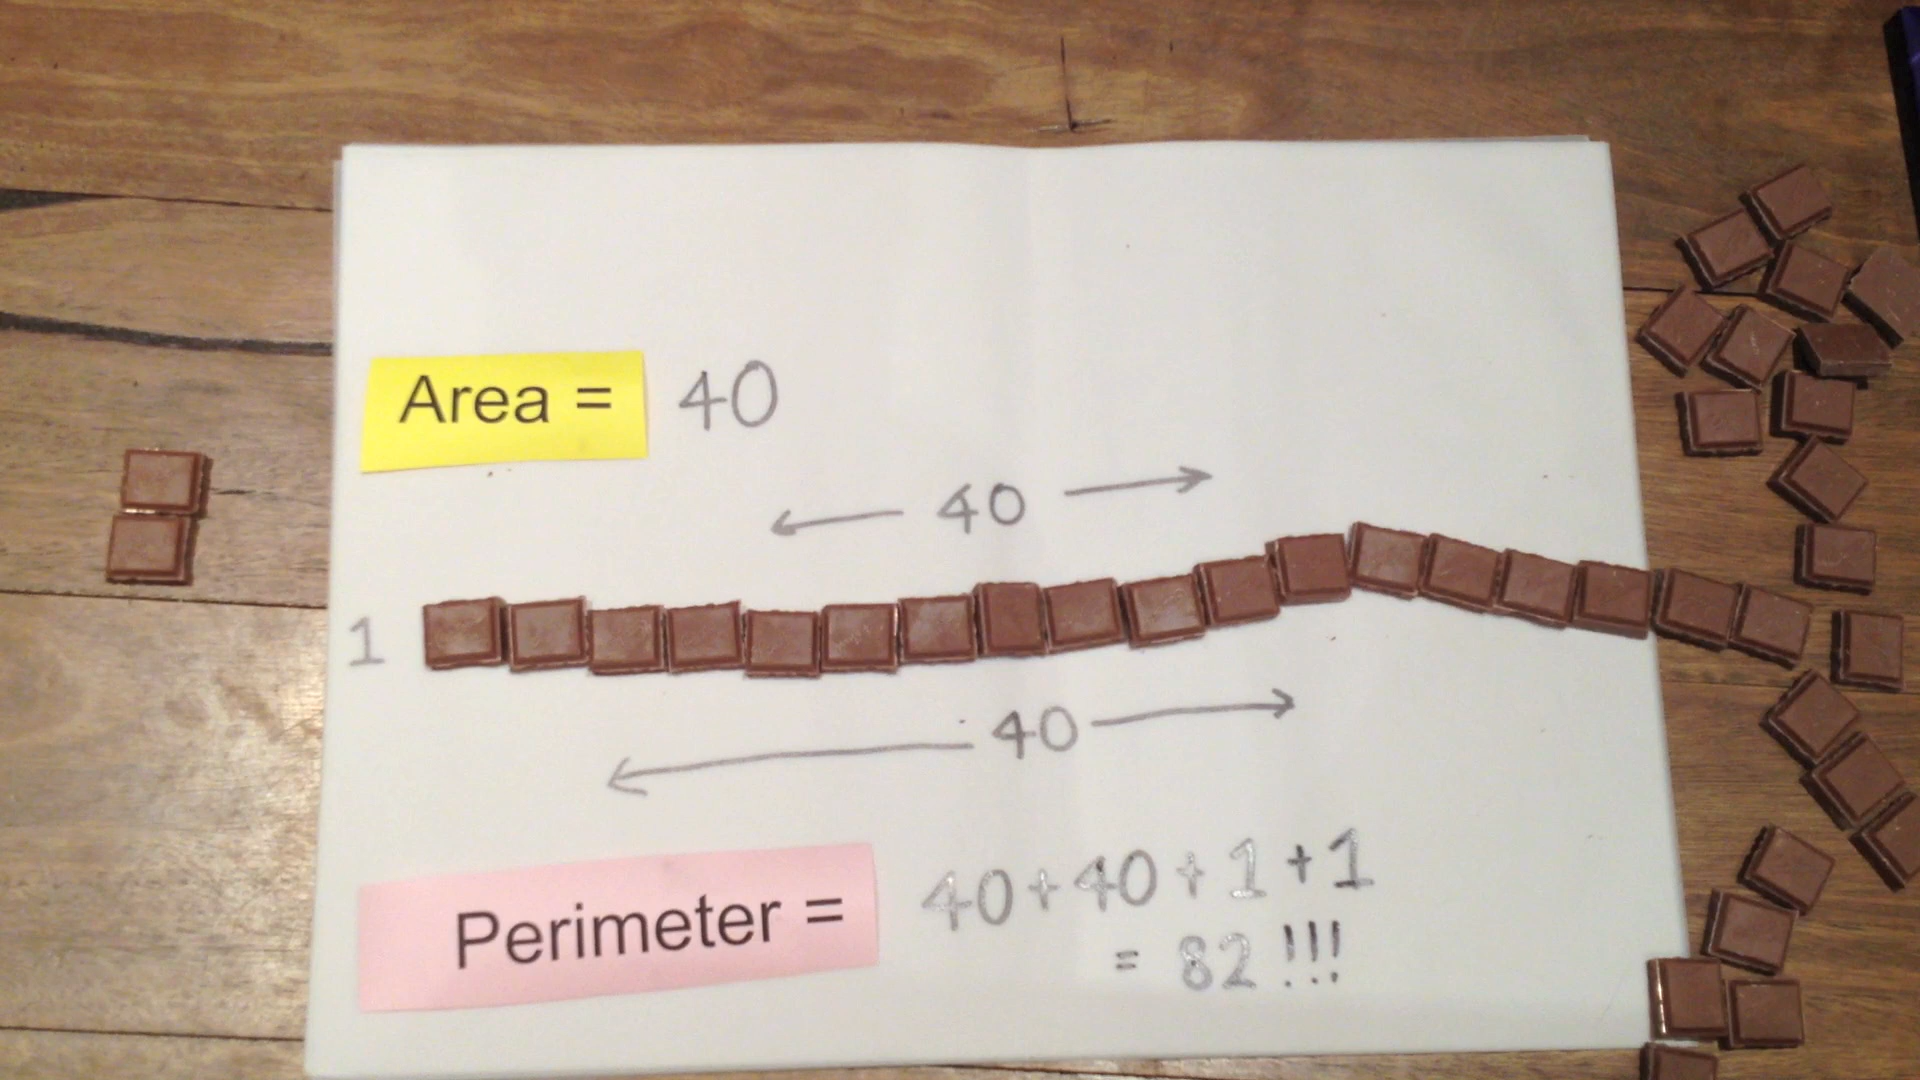 Area = 40
← 40 →
1
← 40 →
Perimeter = 40 + 40 + 1 + 1
= 82 !!!